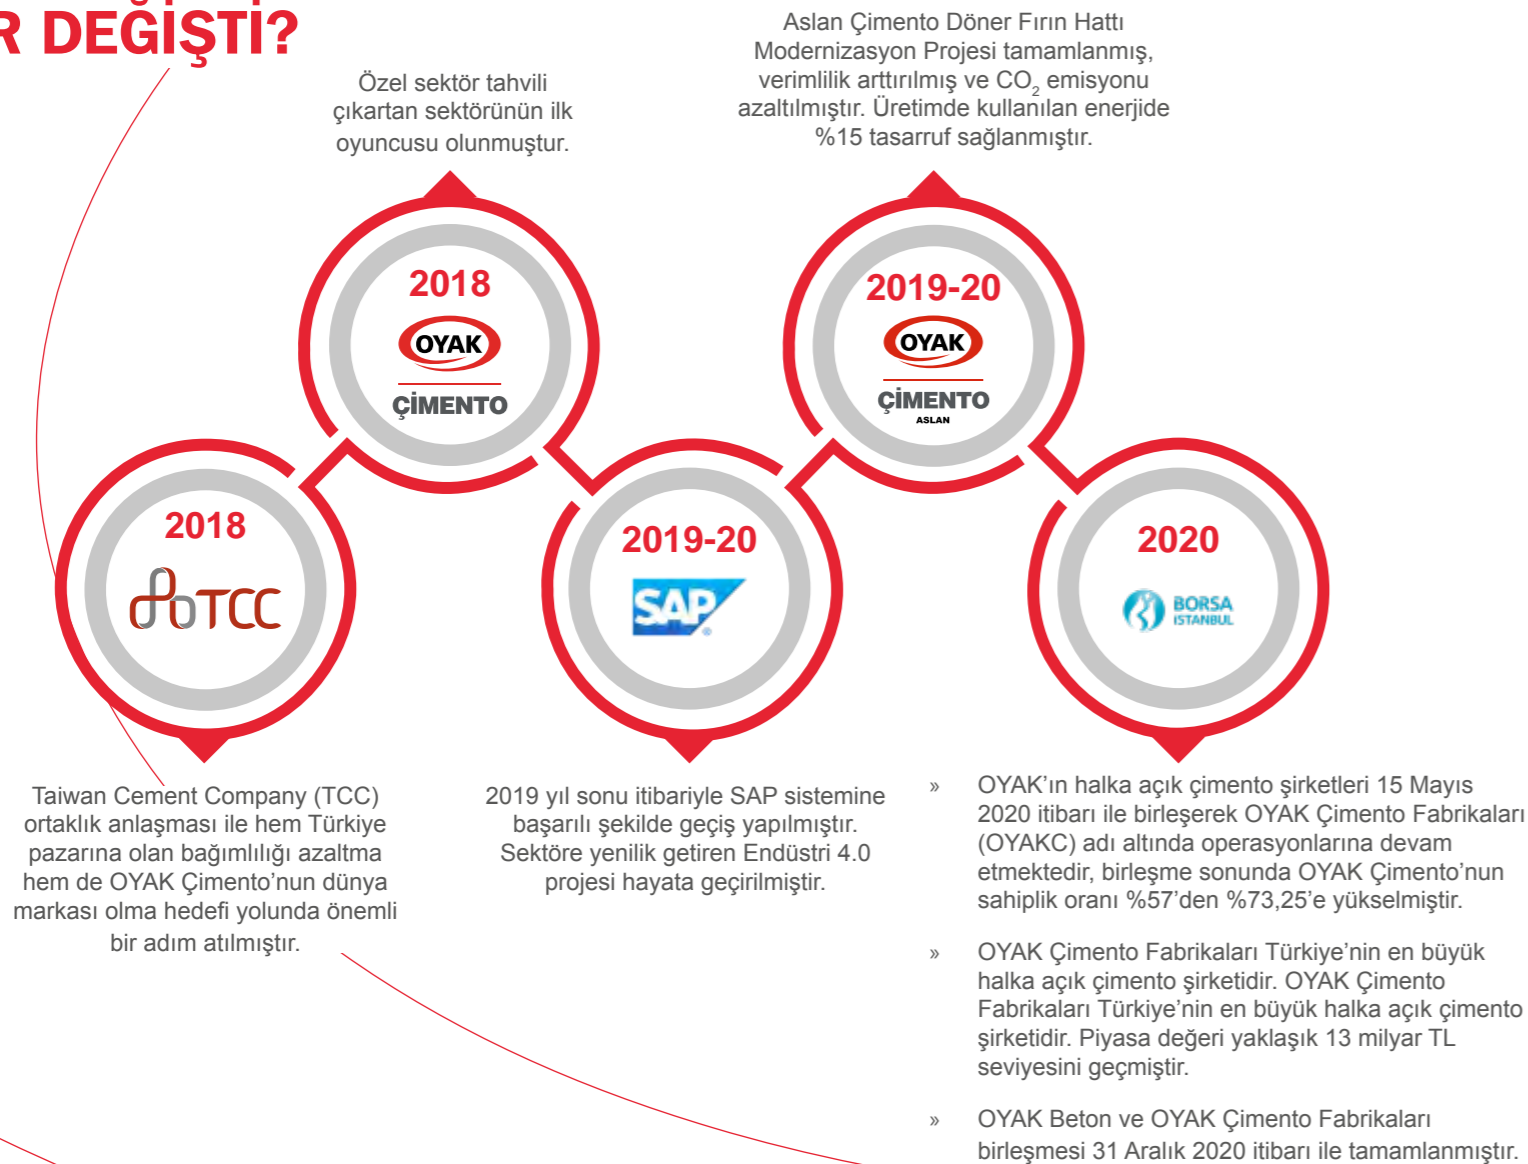 R DEĞİŞTİ?
Özel sektör tahvili
çıkartan sektörünün ilk
oyuncusu olunmuştur.
Aslan Çimento Döner Fırın Hattı
Modernizasyon Projesi tamamlanmış,
verimlilik arttırılmış ve CO₂ emisyonu
azaltılmıştır. Üretimde kullanılan enerjide
%15 tasarruf sağlanmıştır.
2018
OYAK
ÇİMENTO
2019-20
OYAK
ÇİMENTO
ASLAN
2018
TCC
2019-20
SAP
®
2020
BORSA
ISTANBUL
Taiwan Cement Company (TCC)
ortaklık anlaşması ile hem Türkiye
pazarına olan bağımlılığı azaltma
hem de OYAK Çimento’nun dünya
markası olma hedefi yolunda önemli
bir adım atılmıştır.
2019 yıl sonu itibariyle SAP sistemine
başarılı şekilde geçiş yapılmıştır.
Sektöre yenilik getiren Endüstri 4.0
projesi hayata geçirilmiştir.
» OYAK’ın halka açık çimento şirketleri 15 Mayıs
2020 itibarı ile birleşerek OYAK Çimento Fabrikaları
(OYAKC) adı altında operasyonlarına devam
etmektedir, birleşme sonunda OYAK Çimento’nun
sahiplik oranı %57’den %73,25’e yükselmiştir.
» OYAK Çimento Fabrikaları Türkiye’nin en büyük
halka açık çimento şirketidir. OYAK Çimento
Fabrikaları Türkiye’nin en büyük halka açık çimento
şirketidir. Piyasa değeri yaklaşık 13 milyar TL
seviyesini geçmiştir.
» OYAK Beton ve OYAK Çimento Fabrikaları
birleşmesi 31 Aralık 2020 itibarı ile tamamlanmıştır.